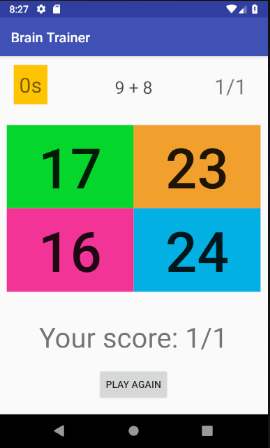 8:27
Brain Trainer
0s 9 + 8 1/1
17 23
16 24
Your score: 1/1
PLAY AGAIN